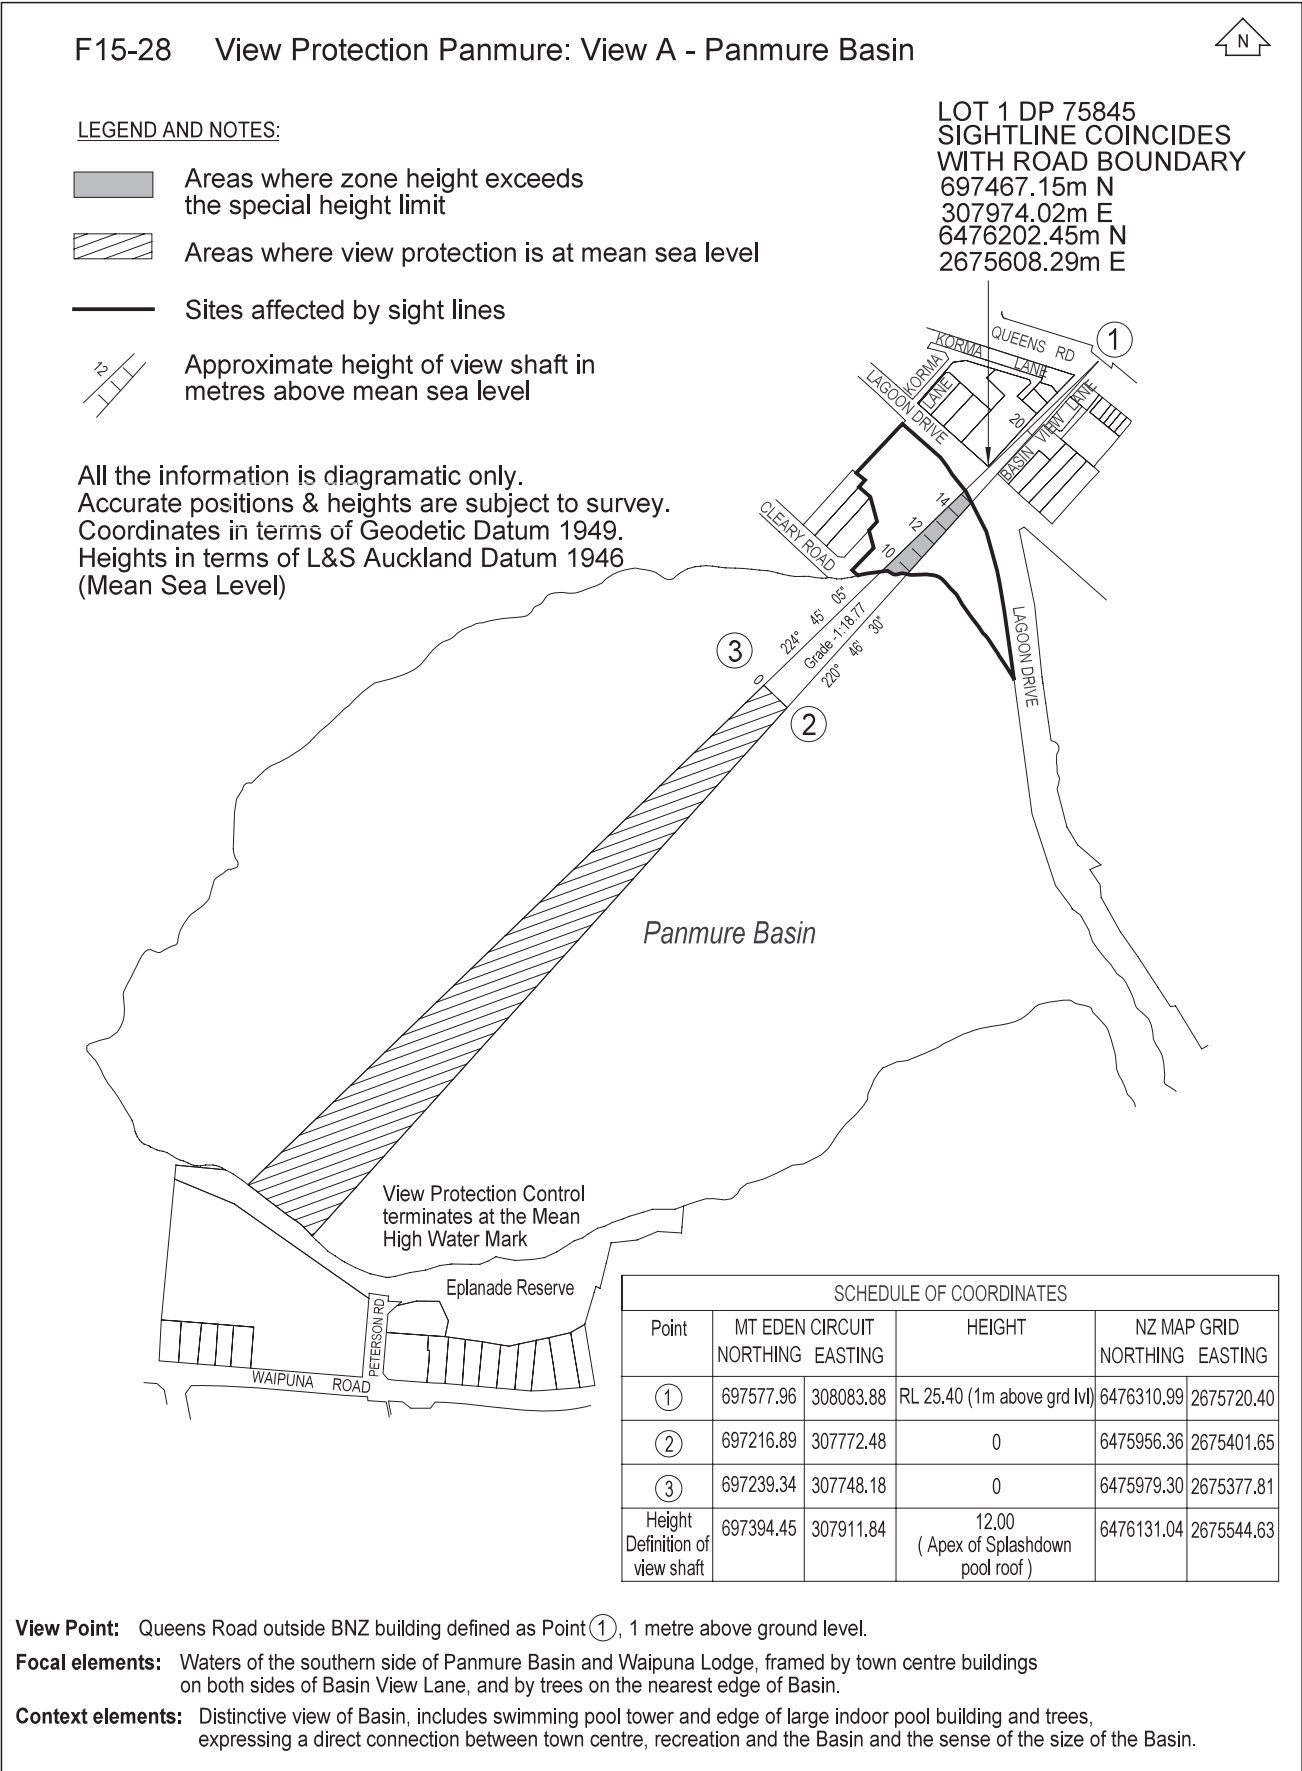 F15-28 View Protection Panmure: View A - Panmure Basin
N
LEGEND AND NOTES:
Areas where zone height exceeds
the special height limit
Areas where view protection is at mean sea level
Sites affected by sight lines
12
Approximate height of view shaft in
metres above mean sea level
All the information is diagramatic only.
Accurate positions & heights are subject to survey.
Coordinates in terms of Geodetic Datum 1949.
Heights in terms of L&S Auckland Datum 1946
(Mean Sea Level)
LOT 1 DP 75845
SIGHTLINE COINCIDES
WITH ROAD BOUNDARY
697467.15m N
307974.02m E
6476202.45m N
2675608.29m E
QUEENS RD
1
KORMA LANE
KORMA
LANE
LAGOON DRIVE
20
BASIN VIEW LANE
14
12
10
CLEARY ROAD
224° 45' 05"
Grade -1:18.77
220° 46' 30"
LAGOON DRIVE
3
0
2
Panmure Basin
View Protection Control
terminates at the Mean
High Water Mark
Eplanade Reserve
PETERSON RD
WAIPUNA ROAD
SCHEDULE OF COORDINATES
Point MT EDEN CIRCUIT HEIGHT NZ MAP GRID
NORTHING EASTING NORTHING EASTING
1 697577.96 308083.88 RL 25.40 (1m above grd lvl) 6476310.99 2675720.40
2 697216.89 307772.48 0 6475956.36 2675401.65
3 697239.34 307748.18 0 6475979.30 2675377.81
Height
Definition of
view shaft
697394.45 307911.84 12.00 6476131.04 2675544.63
( Apex of Splashdown
pool roof )
View Point: Queens Road outside BNZ building defined as Point 1, 1 metre above ground level.
Focal elements: Waters of the southern side of Panmure Basin and Waipuna Lodge, framed by town centre buildings
on both sides of Basin View Lane, and by trees on the nearest edge of Basin.
Context elements: Distinctive view of Basin, includes swimming pool tower and edge of large indoor pool building and trees,
expressing a direct connection between town centre, recreation and the Basin and the sense of the size of the Basin.